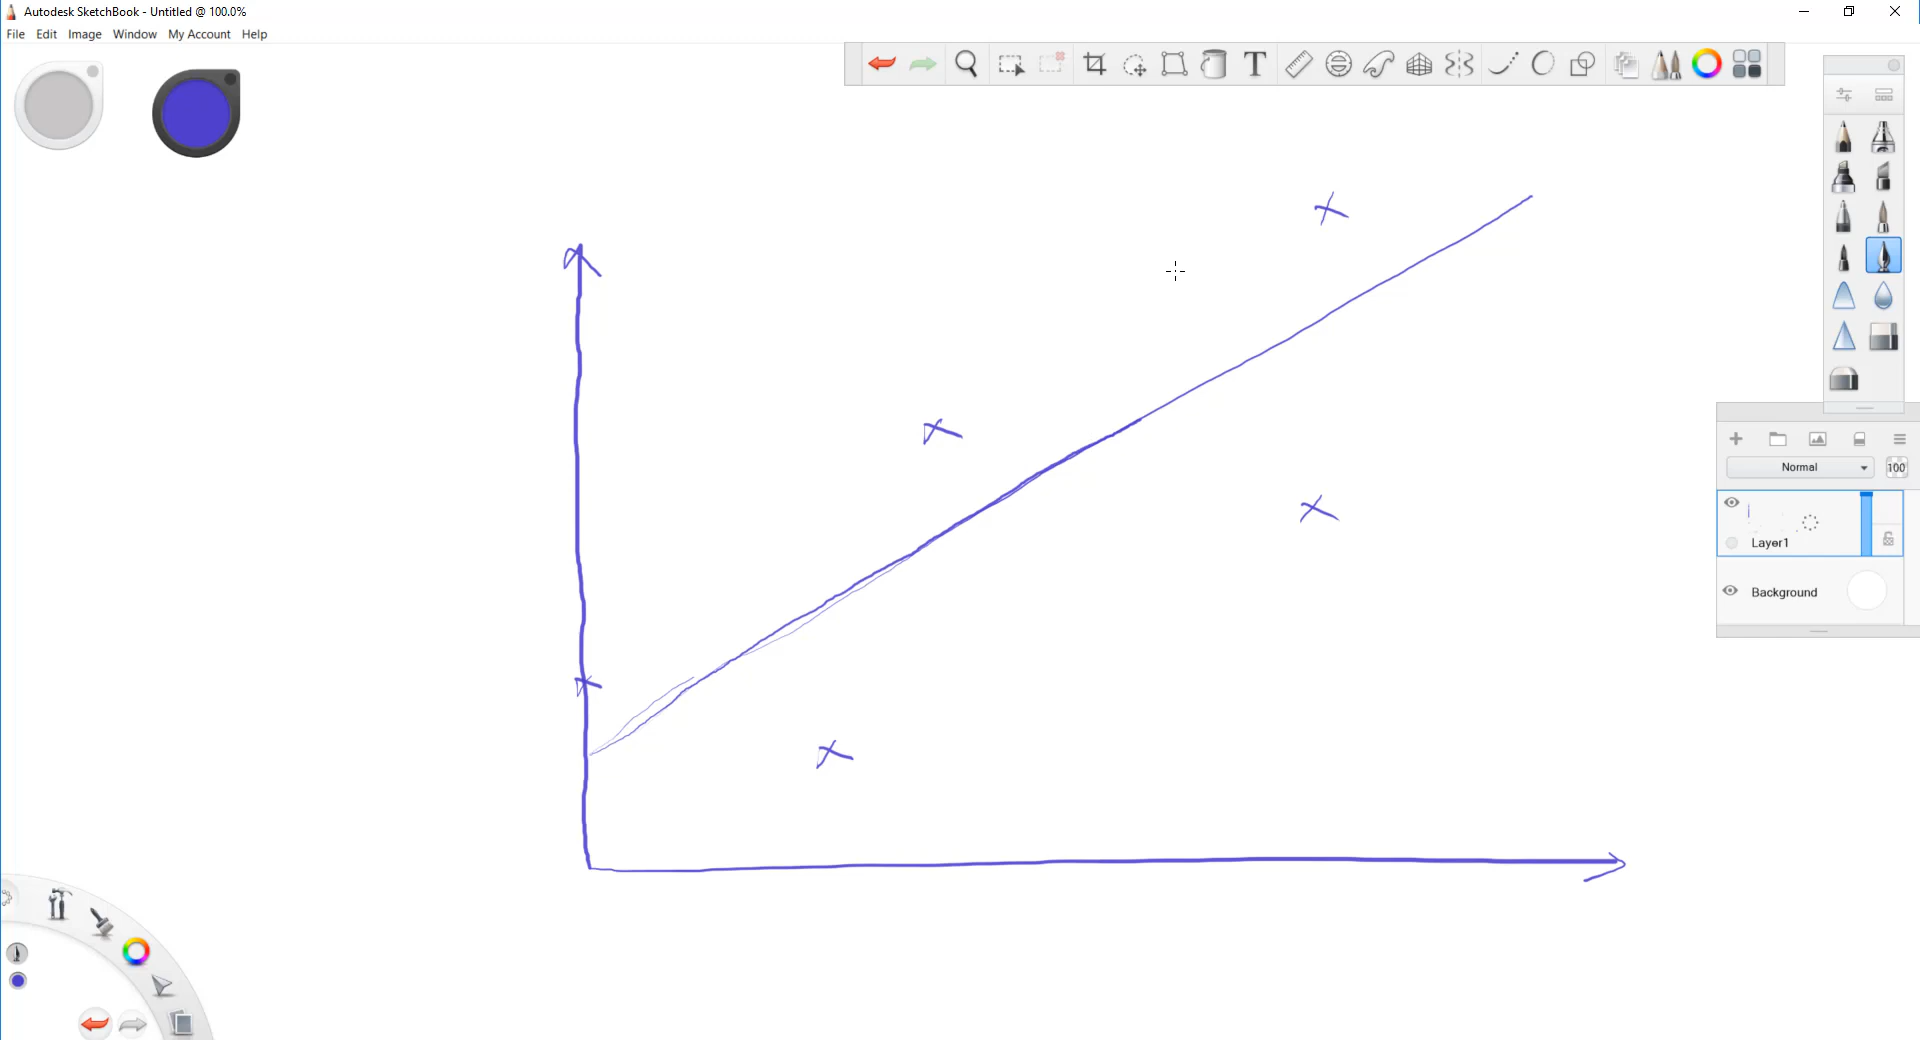 Autodesk SketchBook - Untitled @ 100.0%
File Edit Image Window My Account Help
T
Normal 100
Layer1
Background